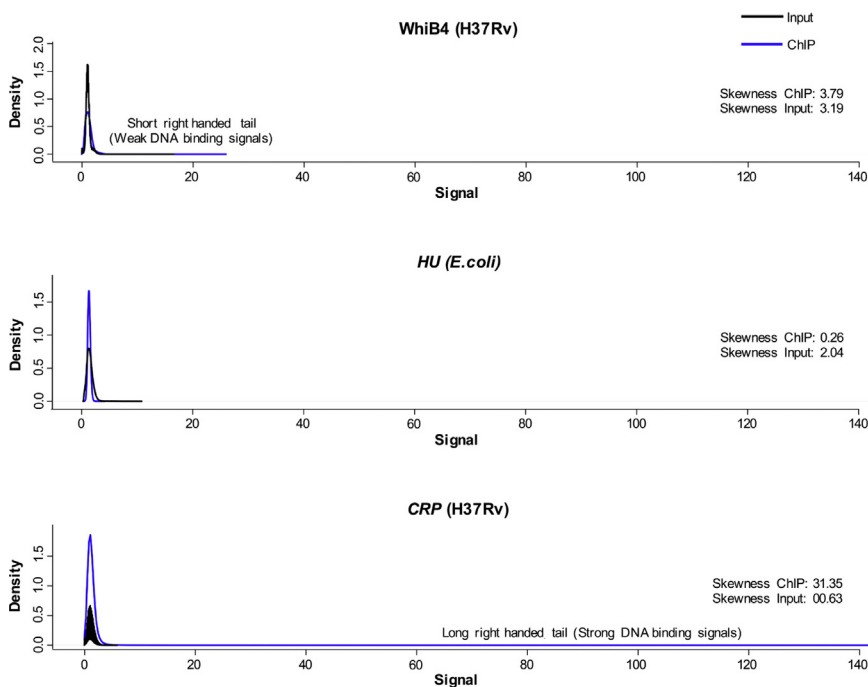 WhiB4 (H37Rv)
Input
ChIP
Density
2.0
1.5
1.0
0.5
0.0
Short right handed tail
(Weak DNA binding signals)
Skewness ChIP: 3.79
Skewness Input: 3.19
0 20 40 60 80 100 120 140
Signal
HU (E.coli)
Density
1.5
1.0
0.5
0.0
Skewness ChIP: 0.26
Skewness Input: 2.04
0 20 40 60 80 100 120 140
Signal
CRP (H37Rv)
Density
1.5
1.0
0.5
0.0
Skewness ChIP: 31.35
Skewness Input: 00.63
Long right handed tail (Strong DNA binding signals)
0 20 40 60 80 100 120 140
Signal